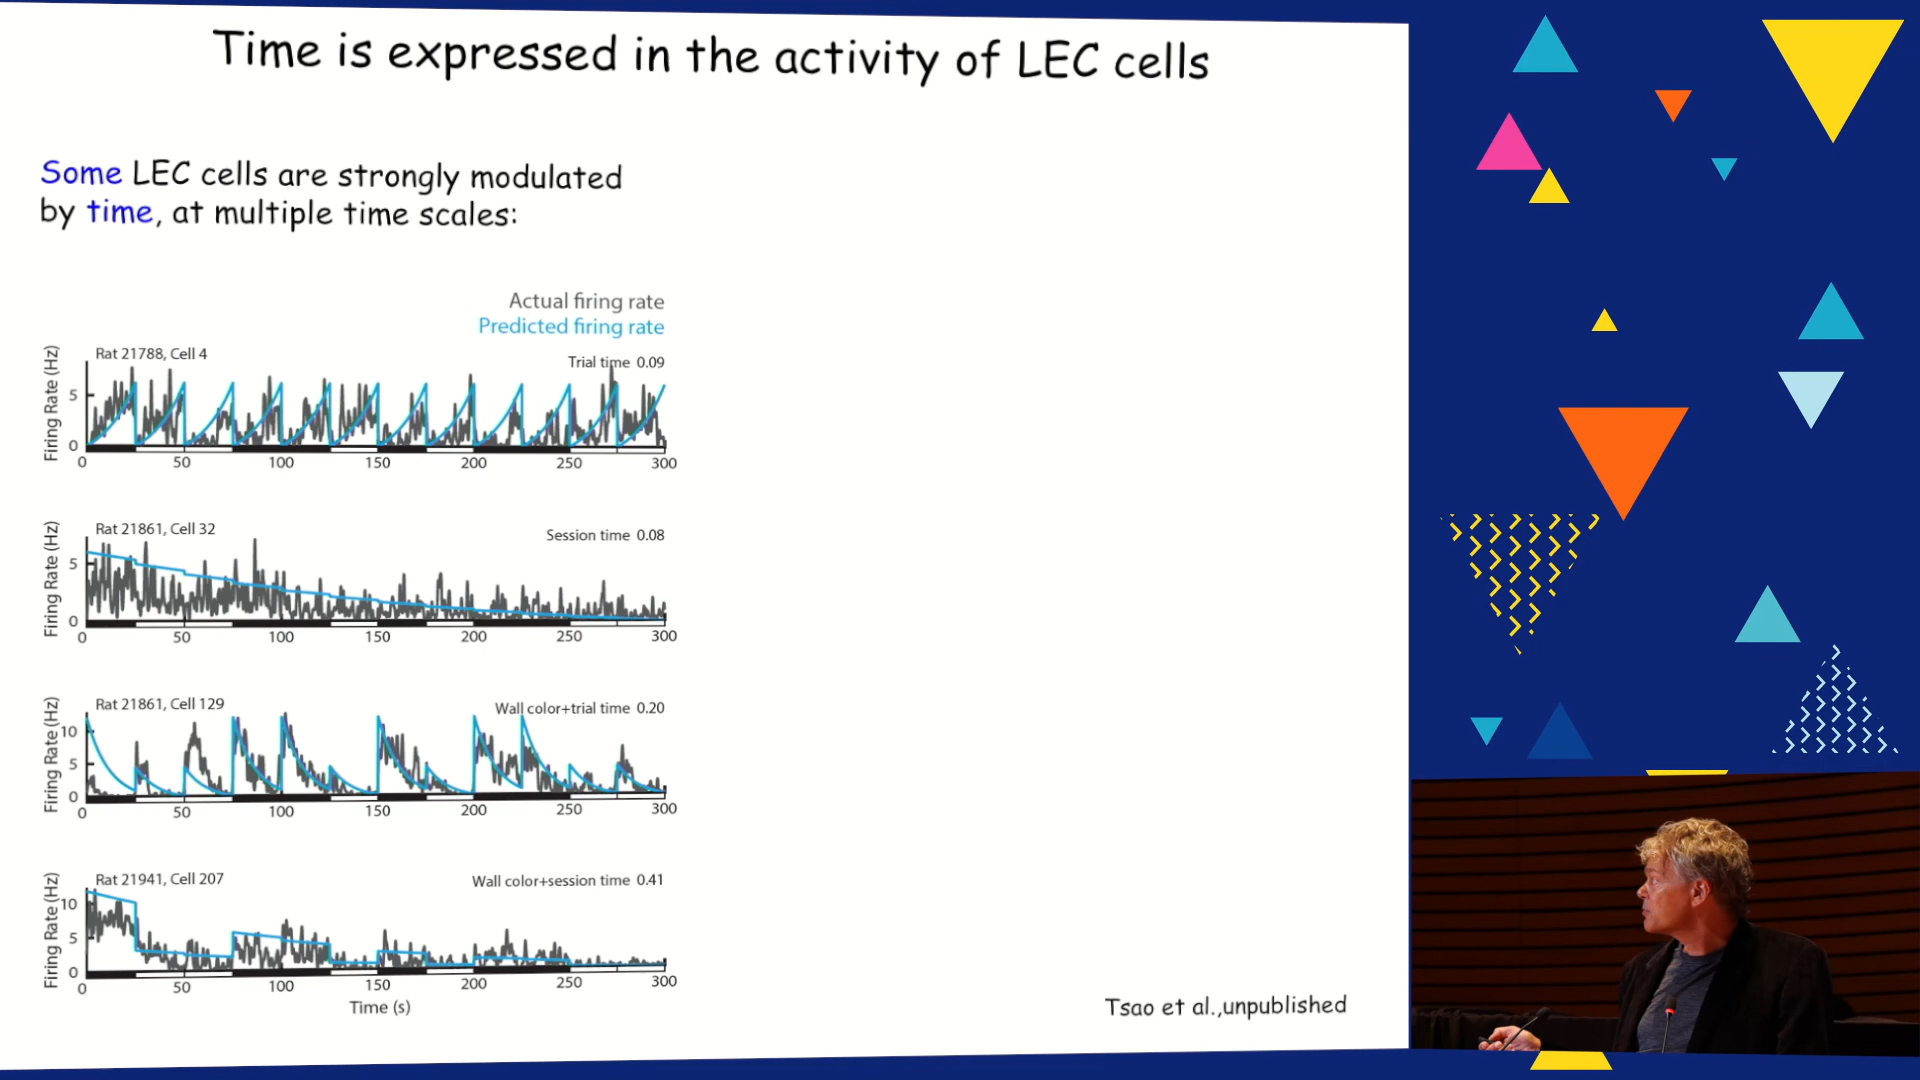 Time is expressed in the activity of LEC cells
Some LEC cells are strongly modulated
by time, at multiple time scales:
Actual firing rate
Predicted firing rate
Rat 21788, Cell 4
Trial time 0.09
Firing Rate (Hz)
5
0
0 50 100 150 200 250 300
Rat 21861, Cell 32
Session time 0.08
Firing Rate (Hz)
5
0
0 50 100 150 200 250 300
Rat 21861, Cell 129
Wall color+trial time 0.20
Firing Rate (Hz)
10
5
0
0 50 100 150 200 250 300
Rat 21941, Cell 207
Wall color+session time 0.41
Firing Rate (Hz)
10
5
0
0 50 100 150 200 250 300
Time (s)
Tsao et al.,unpublished